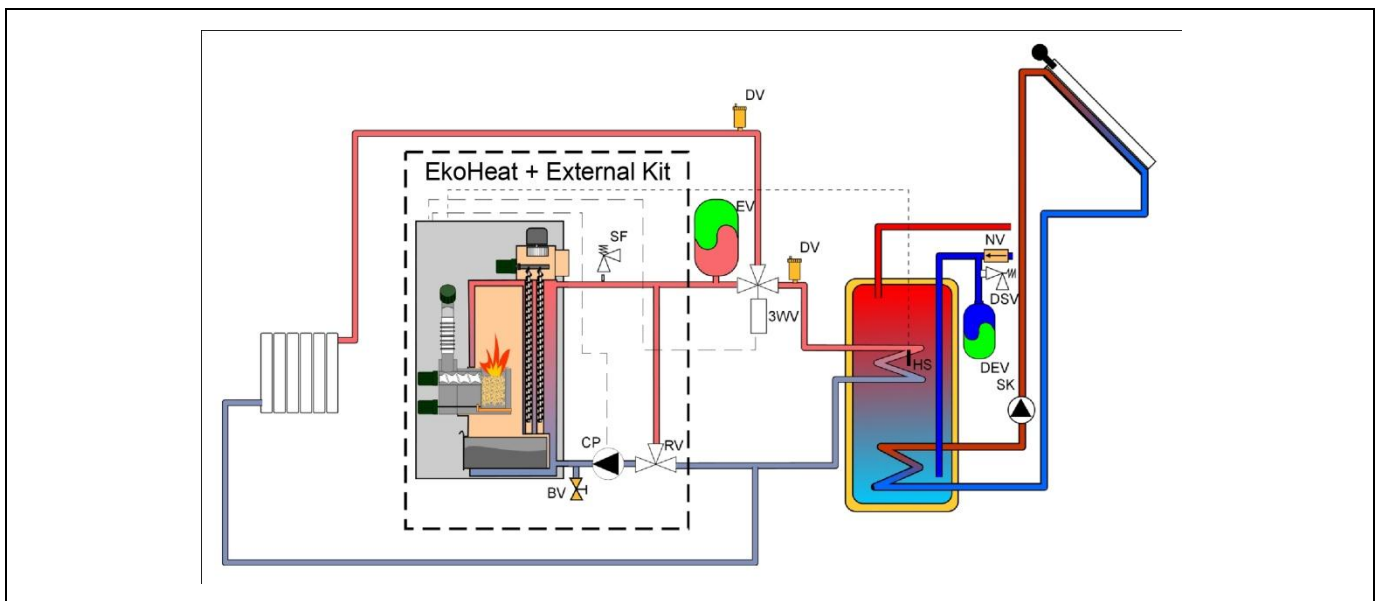 DV
EkoHeat + External Kit
EV
SF
NV
DV
DSV
3WV
HS
DEV
SK
CP
RV
BV